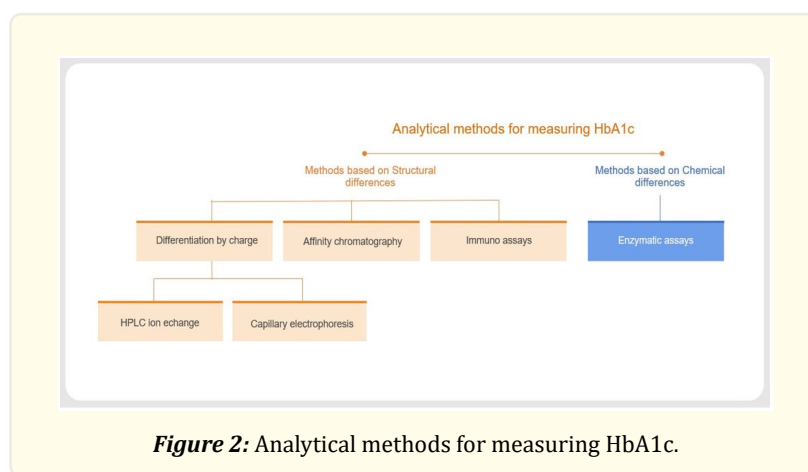 Analytical methods for measuring HbA1c
Methods based on Structural
differences
Methods based on Chemical
differences
Differentiation by charge
Affinity chromatography
Immuno assays
Enzymatic assays
HPLC ion echange
Capillary electrophoresis
Figure 2: Analytical methods for measuring HbA1c.